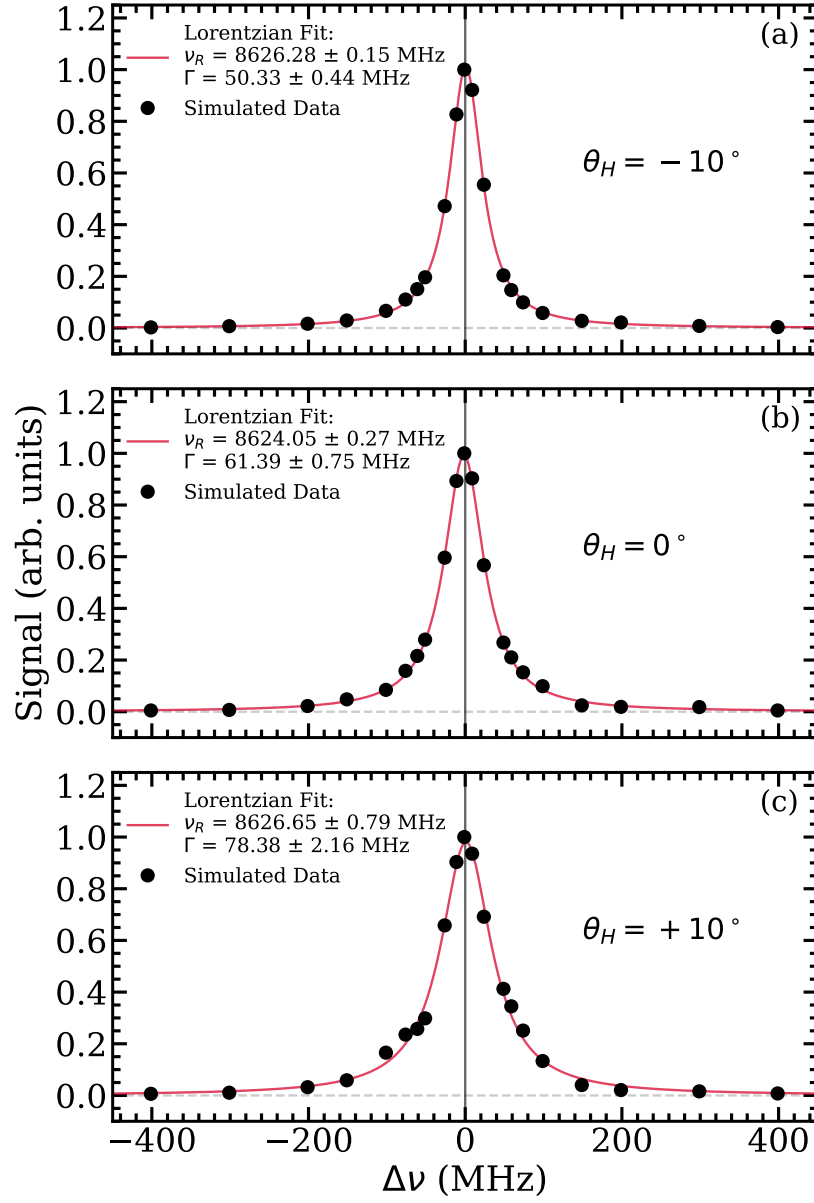 Signal (arb. units)
1.2
1.0
0.8
0.6
0.4
0.2
0.0
(a)
Lorentzian Fit:
ν_R = 8626.28 ± 0.15 MHz
Γ = 50.33 ± 0.44 MHz
Simulated Data
θ_H = −10°
1.2
1.0
0.8
0.6
0.4
0.2
0.0
(b)
Lorentzian Fit:
ν_R = 8624.05 ± 0.27 MHz
Γ = 61.39 ± 0.75 MHz
Simulated Data
θ_H = 0°
1.2
1.0
0.8
0.6
0.4
0.2
0.0
(c)
Lorentzian Fit:
ν_R = 8626.65 ± 0.79 MHz
Γ = 78.38 ± 2.16 MHz
Simulated Data
θ_H = +10°
−400 −200 0 200 400
Δν (MHz)